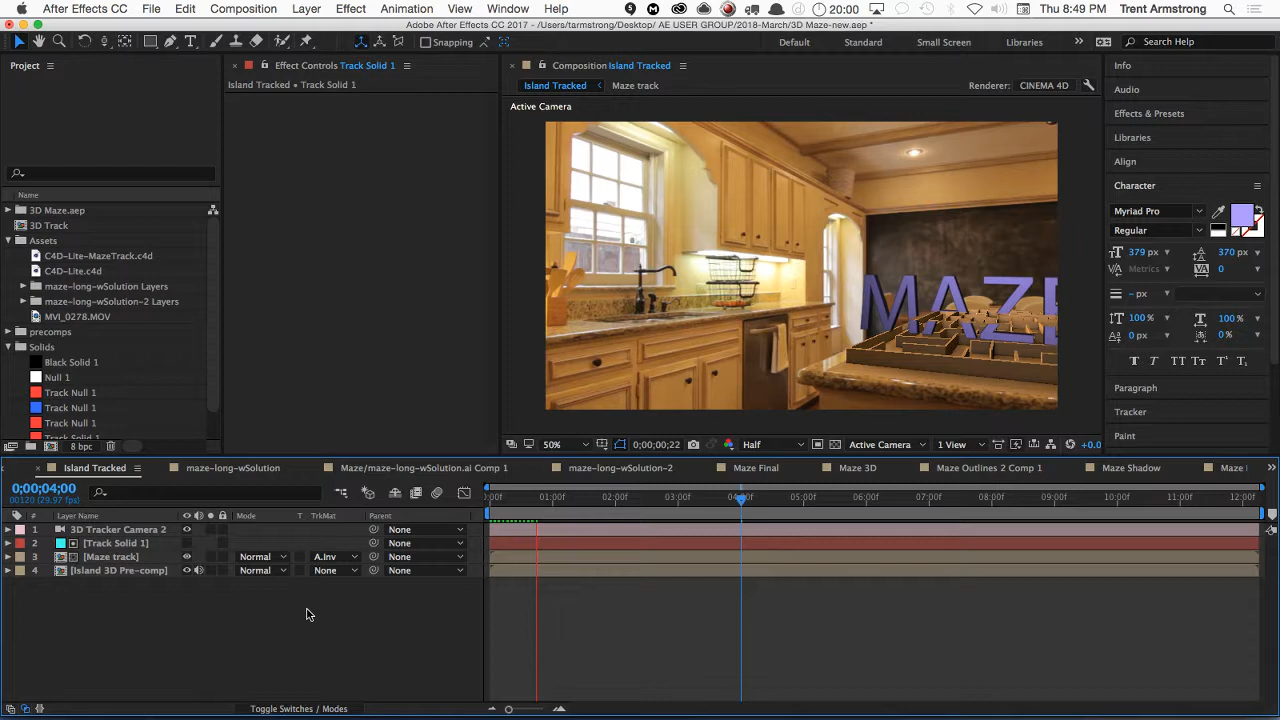 After Effects CC File Edit Composition Layer Effect Animation View Window Help 20:00 Thu 8:49 PM Trent Armstrong
Adobe After Effects CC 2017 - /Users/tarmstrong/Desktop/ AE USER GROUP/2018-March/3D Maze-new.aep *
Snapping Default Standard Small Screen Libraries Search Help
Project
Effect Controls Track Solid 1
Composition Island Tracked
Info
Island Tracked • Track Solid 1
Island Tracked Maze track
Renderer: CINEMA 4D
Audio
Active Camera
Effects & Presets
Libraries
Align
Character
Name
3D Maze.aep
3D Track
Assets
C4D-Lite-MazeTrack.c4d
C4D-Lite.c4d
maze-long-wSolution Layers
maze-long-wSolution-2 Layers
MVI_0278.MOV
precomps
Solids
Black Solid 1
Null 1
Track Null 1
Track Null 1
Track Null 1
Track Solid 1
8 bpc
MAZE
50% 0;00;00;22 Half Active Camera 1 View +0.0
Myriad Pro
Regular
379 px 370 px
Metrics 0
- px
100 % 100 %
0 px 0 %
T T TT Tr T¹ T₁
Paragraph
Tracker
Paint
Island Tracked maze-long-wSolution Maze/maze-long-wSolution.ai Comp 1 maze-long-wSolution-2 Maze Final Maze 3D Maze Outlines 2 Comp 1 Maze Shadow Maze
0;00;04;00
00120 (29.97 fps)
:00f 01:00f 02:00f 03:00f 04:00f 05:00f 06:00f 07:00f 08:00f 09:00f 10:00f 11:00f 12:00f
# Layer Name Mode T TrkMat Parent
1 3D Tracker Camera 2 None
2 [Track Solid 1] None
3 [Maze track] Normal A.Inv None
4 [Island 3D Pre-comp] Normal None None
Toggle Switches / Modes